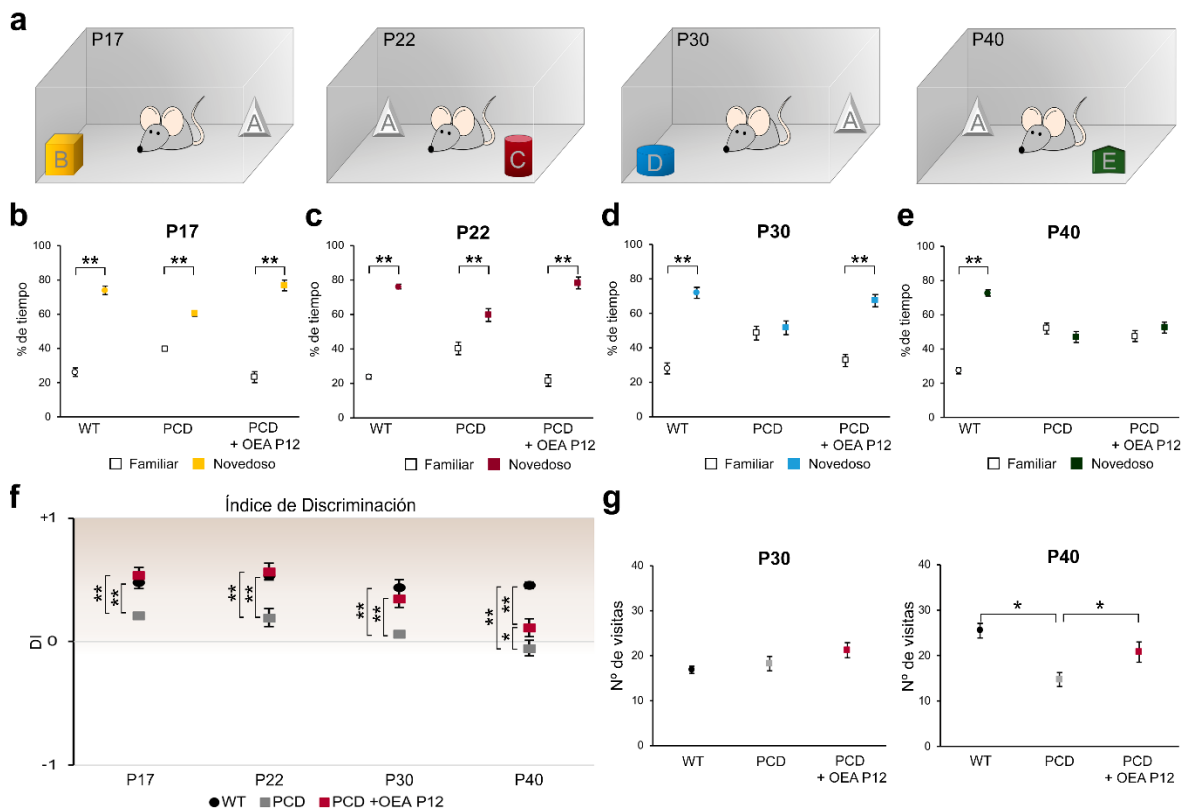 a
P17
B
A
P22
A
C
P30
D
A
P40
A
E
b
P17
% de tiempo
100
80
60
40
20
0
**
**
**
WT
PCD
PCD
+ OEA P12
Familiar
Novedoso
c
P22
% de tiempo
100
80
60
40
20
0
**
**
**
WT
PCD
PCD
+ OEA P12
Familiar
Novedoso
d
P30
% de tiempo
100
80
60
40
20
0
**
**
WT
PCD
PCD
+ OEA P12
Familiar
Novedoso
e
P40
% de tiempo
100
80
60
40
20
0
**
WT
PCD
PCD
+ OEA P12
Familiar
Novedoso
f
Índice de Discriminación
DI
+1
0
-1
**
**
**
**
**
**
**
**
*
P17
P22
P30
P40
WT
PCD
PCD +OEA P12
g
P30
Nº de visitas
40
30
20
10
0
WT
PCD
PCD
+ OEA P12
P40
Nº de visitas
40
30
20
10
0
*
*
WT
PCD
PCD
+ OEA P12